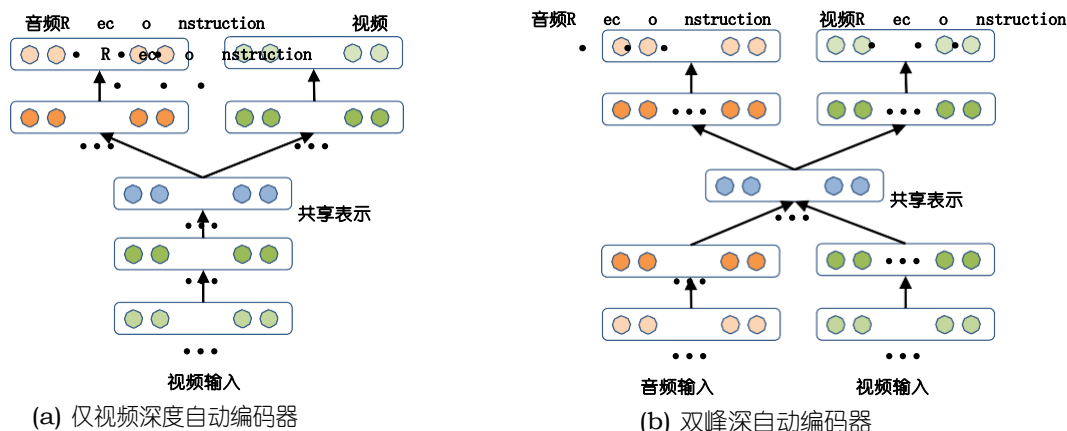 音频R ec o nstruction
视频
R ec o nstruction
共享表示
视频输入
(a) 仅视频深度自动编码器
音频R ec o nstruction
视频R ec o nstruction
共享表示
音频输入
视频输入
(b) 双峰深自动编码器